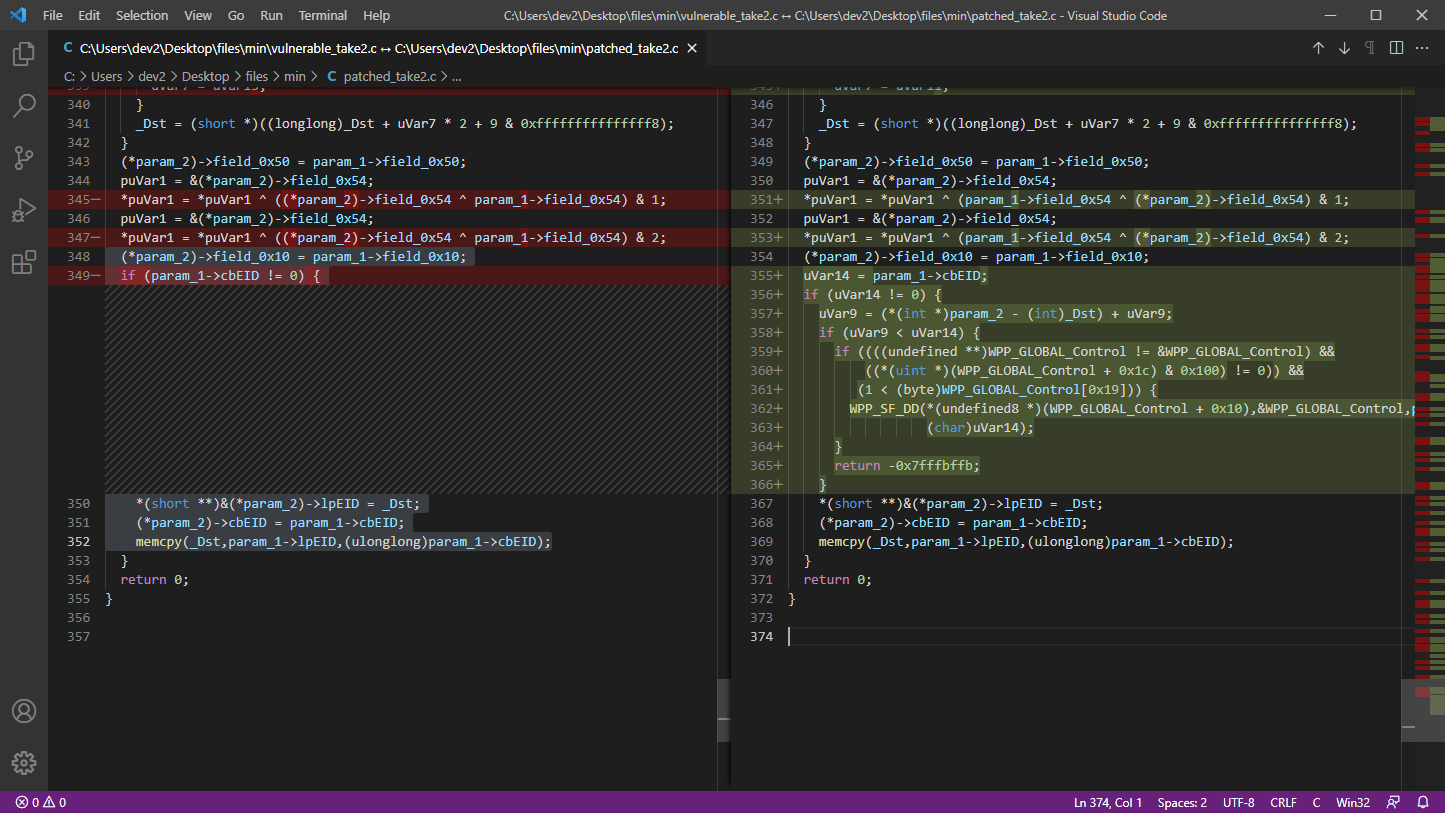 File Edit Selection View Go Run Terminal Help C:\Users\dev2\Desktop\files\min\vulnerable_take2.c ↔ C:\Users\dev2\Desktop\files\min\patched_take2.c - Visual Studio Code
C C:\Users\dev2\Desktop\files\min\vulnerable_take2.c ↔ C:\Users\dev2\Desktop\files\min\patched_take2.c
C: > Users > dev2 > Desktop > files > min > C patched_take2.c > ...
340 }
341 _Dst = (short *)((longlong)_Dst + uVar7 * 2 + 9 & 0xfffffffffffffff8);
342 }
343 (*param_2)->field_0x50 = param_1->field_0x50;
344 puVar1 = &(*param_2)->field_0x54;
345- *puVar1 = *puVar1 ^ ((*param_2)->field_0x54 ^ param_1->field_0x54) & 1;
346 puVar1 = &(*param_2)->field_0x54;
347- *puVar1 = *puVar1 ^ ((*param_2)->field_0x54 ^ param_1->field_0x54) & 2;
348 (*param_2)->field_0x10 = param_1->field_0x10;
349- if (param_1->cbEID != 0) {
350 *(short **)&(*param_2)->lpEID = _Dst;
351 (*param_2)->cbEID = param_1->cbEID;
352 memcpy(_Dst,param_1->lpEID,(ulonglong)param_1->cbEID);
353 }
354 return 0;
355 }
356
357
346 }
347 _Dst = (short *)((longlong)_Dst + uVar7 * 2 + 9 & 0xfffffffffffffff8);
348 }
349 (*param_2)->field_0x50 = param_1->field_0x50;
350 puVar1 = &(*param_2)->field_0x54;
351+ *puVar1 = *puVar1 ^ (param_1->field_0x54 ^ (*param_2)->field_0x54) & 1;
352 puVar1 = &(*param_2)->field_0x54;
353+ *puVar1 = *puVar1 ^ (param_1->field_0x54 ^ (*param_2)->field_0x54) & 2;
354 (*param_2)->field_0x10 = param_1->field_0x10;
355+ uVar14 = param_1->cbEID;
356+ if (uVar14 != 0) {
357+ uVar9 = (*(int *)param_2 - (int)_Dst) + uVar9;
358+ if (uVar9 < uVar14) {
359+ if ((((undefined **)WPP_GLOBAL_Control != &WPP_GLOBAL_Control) &&
360+ ((*(uint *)(WPP_GLOBAL_Control + 0x1c) & 0x100) != 0)) &&
361+ (1 < (byte)WPP_GLOBAL_Control[0x19])) {
362+ WPP_SF_DD(*(undefined8 *)(WPP_GLOBAL_Control + 0x10),&WPP_GLOBAL_Control,
363+ (char)uVar14);
364+ }
365+ return -0x7fffbffb;
366+ }
367 *(short **)&(*param_2)->lpEID = _Dst;
368 (*param_2)->cbEID = param_1->cbEID;
369 memcpy(_Dst,param_1->lpEID,(ulonglong)param_1->cbEID);
370 }
371 return 0;
372 }
373
374
0 0 Ln 374, Col 1 Spaces: 2 UTF-8 CRLF C Win32